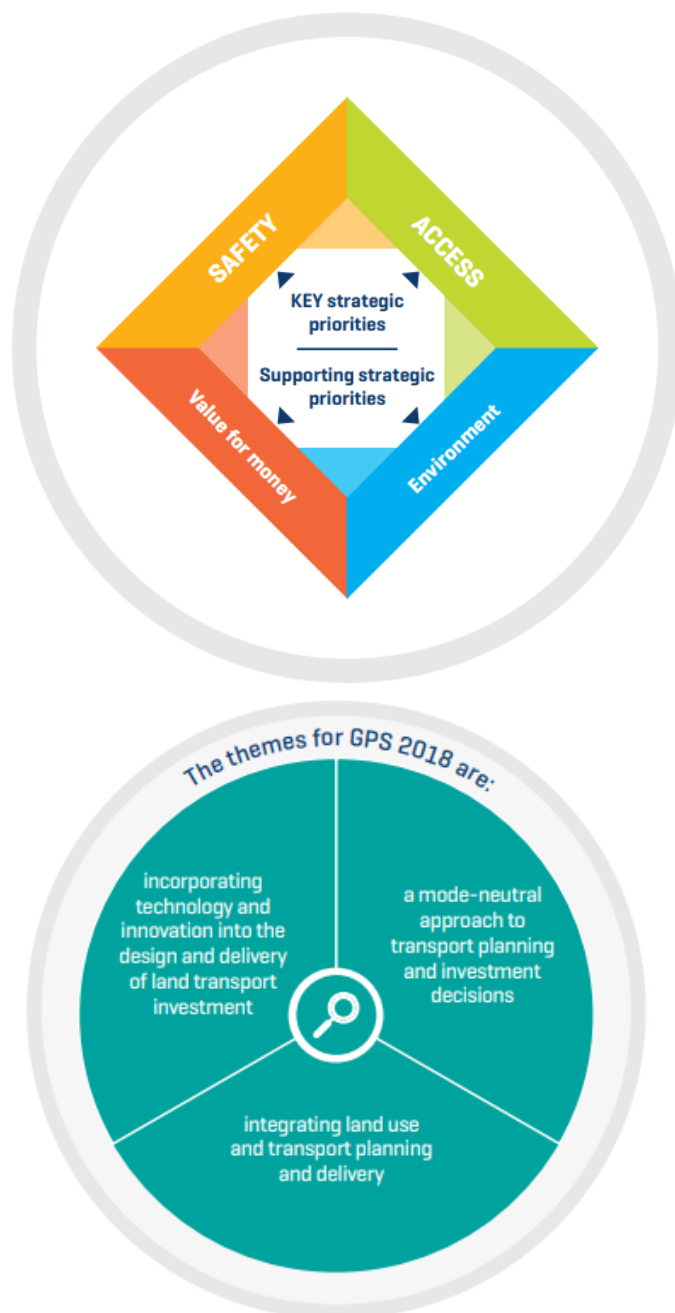 SAFETY
ACCESS
KEY strategic
priorities
Supporting strategic
priorities
Value for money
Environment
The themes for GPS 2018 are:
incorporating
technology and
innovation into the
design and delivery
of land transport
investment
a mode-neutral
approach to
transport planning
and investment
decisions
integrating land use
and transport planning
and delivery